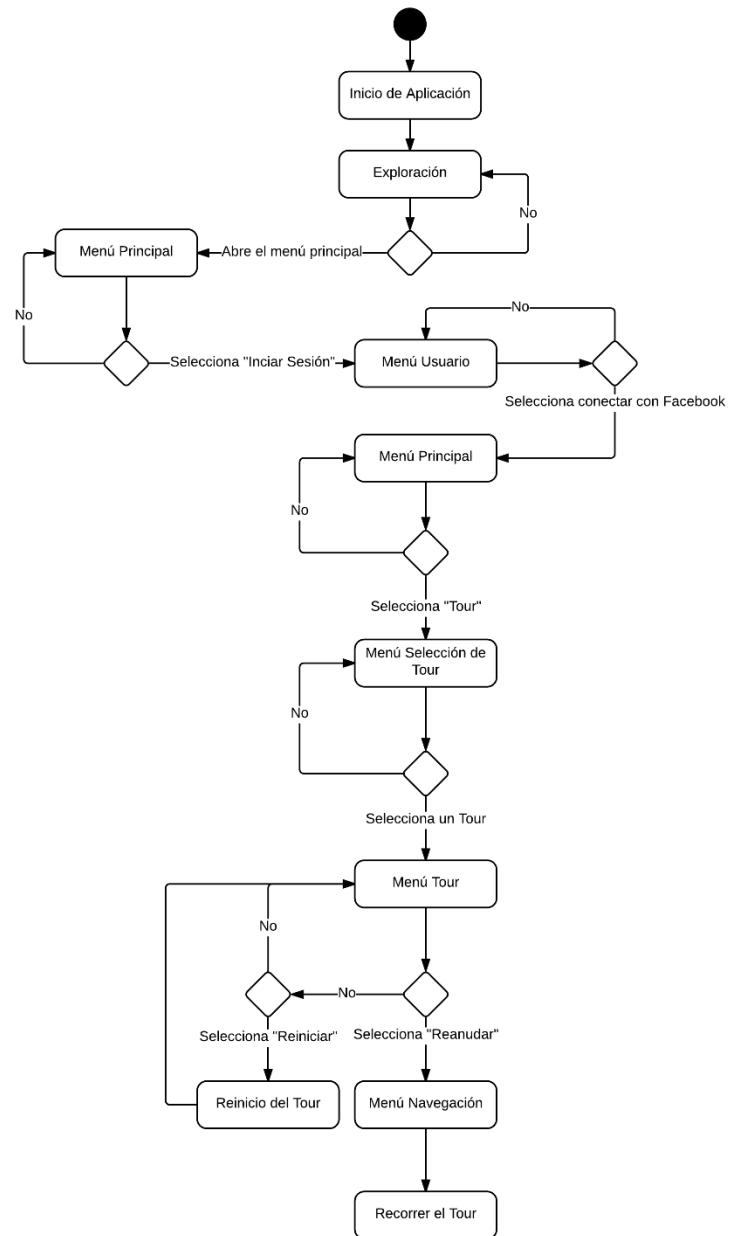 Inicio de Aplicación
Exploración
No
Menú Principal
Abre el menú principal
No
Selecciona "Inciar Sesión"
Menú Usuario
No
Selecciona conectar con Facebook
Menú Principal
No
Selecciona "Tour"
Menú Selección de
Tour
No
Selecciona un Tour
Menú Tour
No
No
Selecciona "Reiniciar"
Selecciona "Reanudar"
Reinicio del Tour
Menú Navegación
Recorrer el Tour